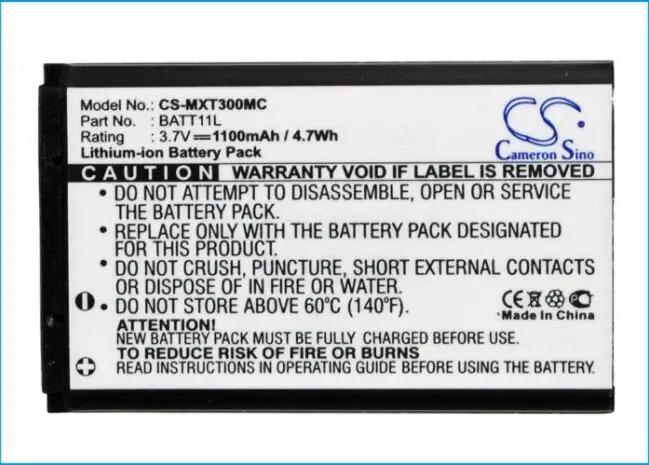 Model No.: CS-MXT300MC
Part No. : BATT11L
Rating : 3.7V⎓1100mAh / 4.7Wh
Lithium-ion Battery Pack
CS
Cameron Sino
CAUTION WARRANTY VOID IF LABEL IS REMOVED
• DO NOT ATTEMPT TO DISASSEMBLE, OPEN OR SERVICE
THE BATTERY PACK.
• REPLACE ONLY WITH THE BATTERY PACK DESIGNATED
FOR THIS PRODUCT.
• DO NOT CRUSH, PUNCTURE, SHORT EXTERNAL CONTACTS
OR DISPOSE OF IN FIRE OR WATER.
• DO NOT STORE ABOVE 60°C (140°F).
CE
Made In China
ATTENTION!
NEW BATTERY PACK MUST BE FULLY CHARGED BEFORE USE.
TO REDUCE RISK OF FIRE OR BURNS
READ INSTRUCTIONS IN OPERATING GUIDE BEFORE USING BATTERY.